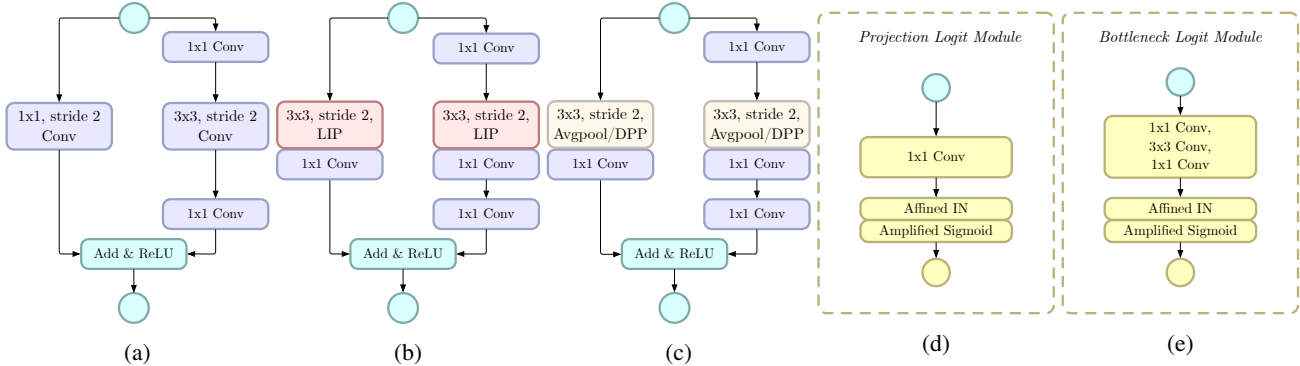 1x1 Conv
1x1, stride 2
Conv
3x3, stride 2
Conv
1x1 Conv
Add & ReLU
(a)
1x1 Conv
3x3, stride 2,
LIP
1x1 Conv
3x3, stride 2,
LIP
1x1 Conv
1x1 Conv
Add & ReLU
(b)
1x1 Conv
3x3, stride 2,
Avgpool/DPP
1x1 Conv
3x3, stride 2,
Avgpool/DPP
1x1 Conv
1x1 Conv
Add & ReLU
(c)
Projection Logit Module
1x1 Conv
Affined IN
Amplified Sigmoid
(d)
Bottleneck Logit Module
1x1 Conv,
3x3 Conv,
1x1 Conv
Affined IN
Amplified Sigmoid
(e)